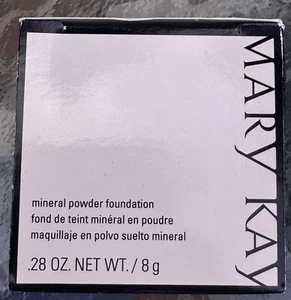 MARY KAY
mineral powder foundation
fond de teint minéral en poudre
maquillaje en polvo suelto mineral
.28 OZ. NET WT. / 8 g